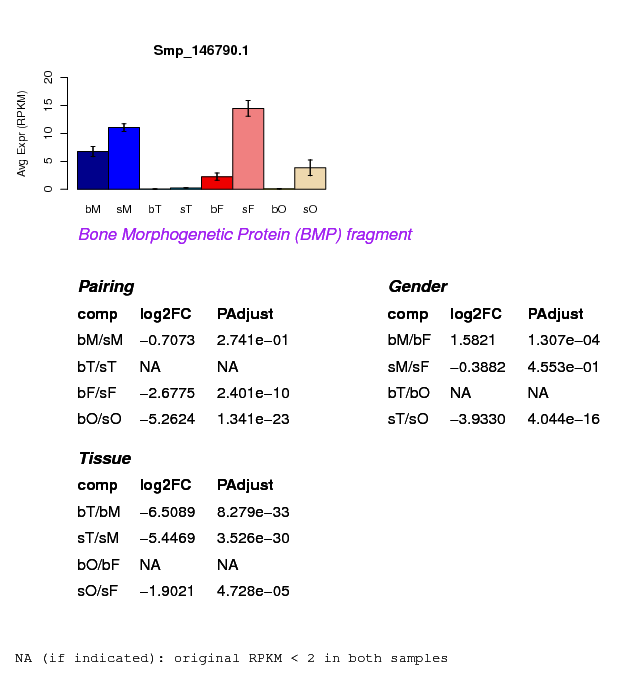 Smp_146790.1
Avg Expr (RPKM)
20
15
10
5
0
bM sM bT sT bF sF bO sO
Bone Morphogenetic Protein (BMP) fragment
Pairing
comp log2FC PAdjust
bM/sM −0.7073 2.741e−01
bT/sT NA NA
bF/sF −2.6775 2.401e−10
bO/sO −5.2624 1.341e−23
Gender
comp log2FC PAdjust
bM/bF 1.5821 1.307e−04
sM/sF −0.3882 4.553e−01
bT/bO NA NA
sT/sO −3.9330 4.044e−16
Tissue
comp log2FC PAdjust
bT/bM −6.5089 8.279e−33
sT/sM −5.4469 3.526e−30
bO/bF NA NA
sO/sF −1.9021 4.728e−05
NA (if indicated): original RPKM < 2 in both samples